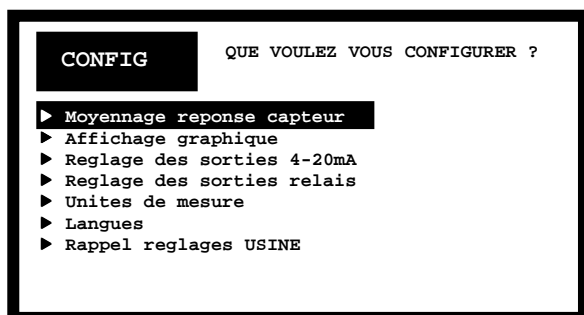 CONFIG
QUE VOULEZ VOUS CONFIGURER ?
Moyennage reponse capteur
Affichage graphique
Reglage des sorties 4-20mA
Reglage des sorties relais
Unites de mesure
Langues
Rappel reglages USINE